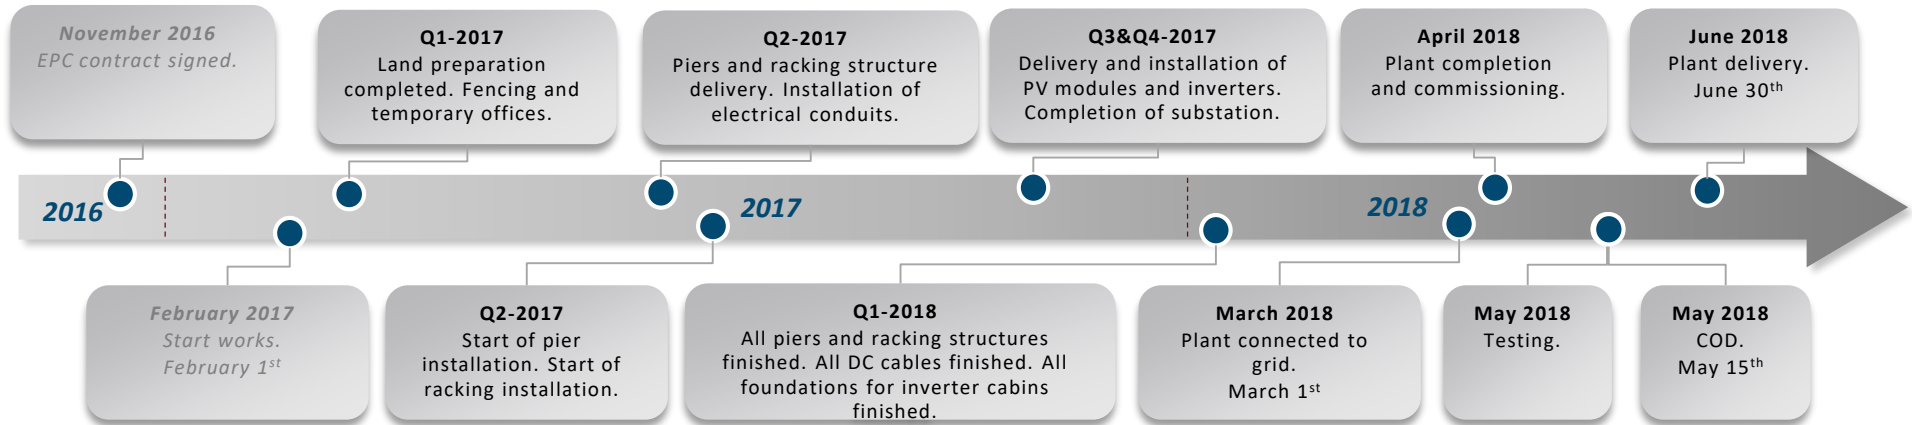 November 2016
EPC contract signed.
Q1-2017
Land preparation
completed. Fencing and
temporary offices.
Q2-2017
Piers and racking structure
delivery. Installation of
electrical conduits.
Q3&Q4-2017
Delivery and installation of
PV modules and inverters.
Completion of substation.
April 2018
Plant completion
and commissioning.
June 2018
Plant delivery.
June 30th
2016
2017
2018
February 2017
Start works.
February 1st
Q2-2017
Start of pier
installation. Start of
racking installation.
Q1-2018
All piers and racking structures
finished. All DC cables finished. All
foundations for inverter cabins
finished.
March 2018
Plant connected to
grid.
March 1st
May 2018
Testing.
May 2018
COD.
May 15th